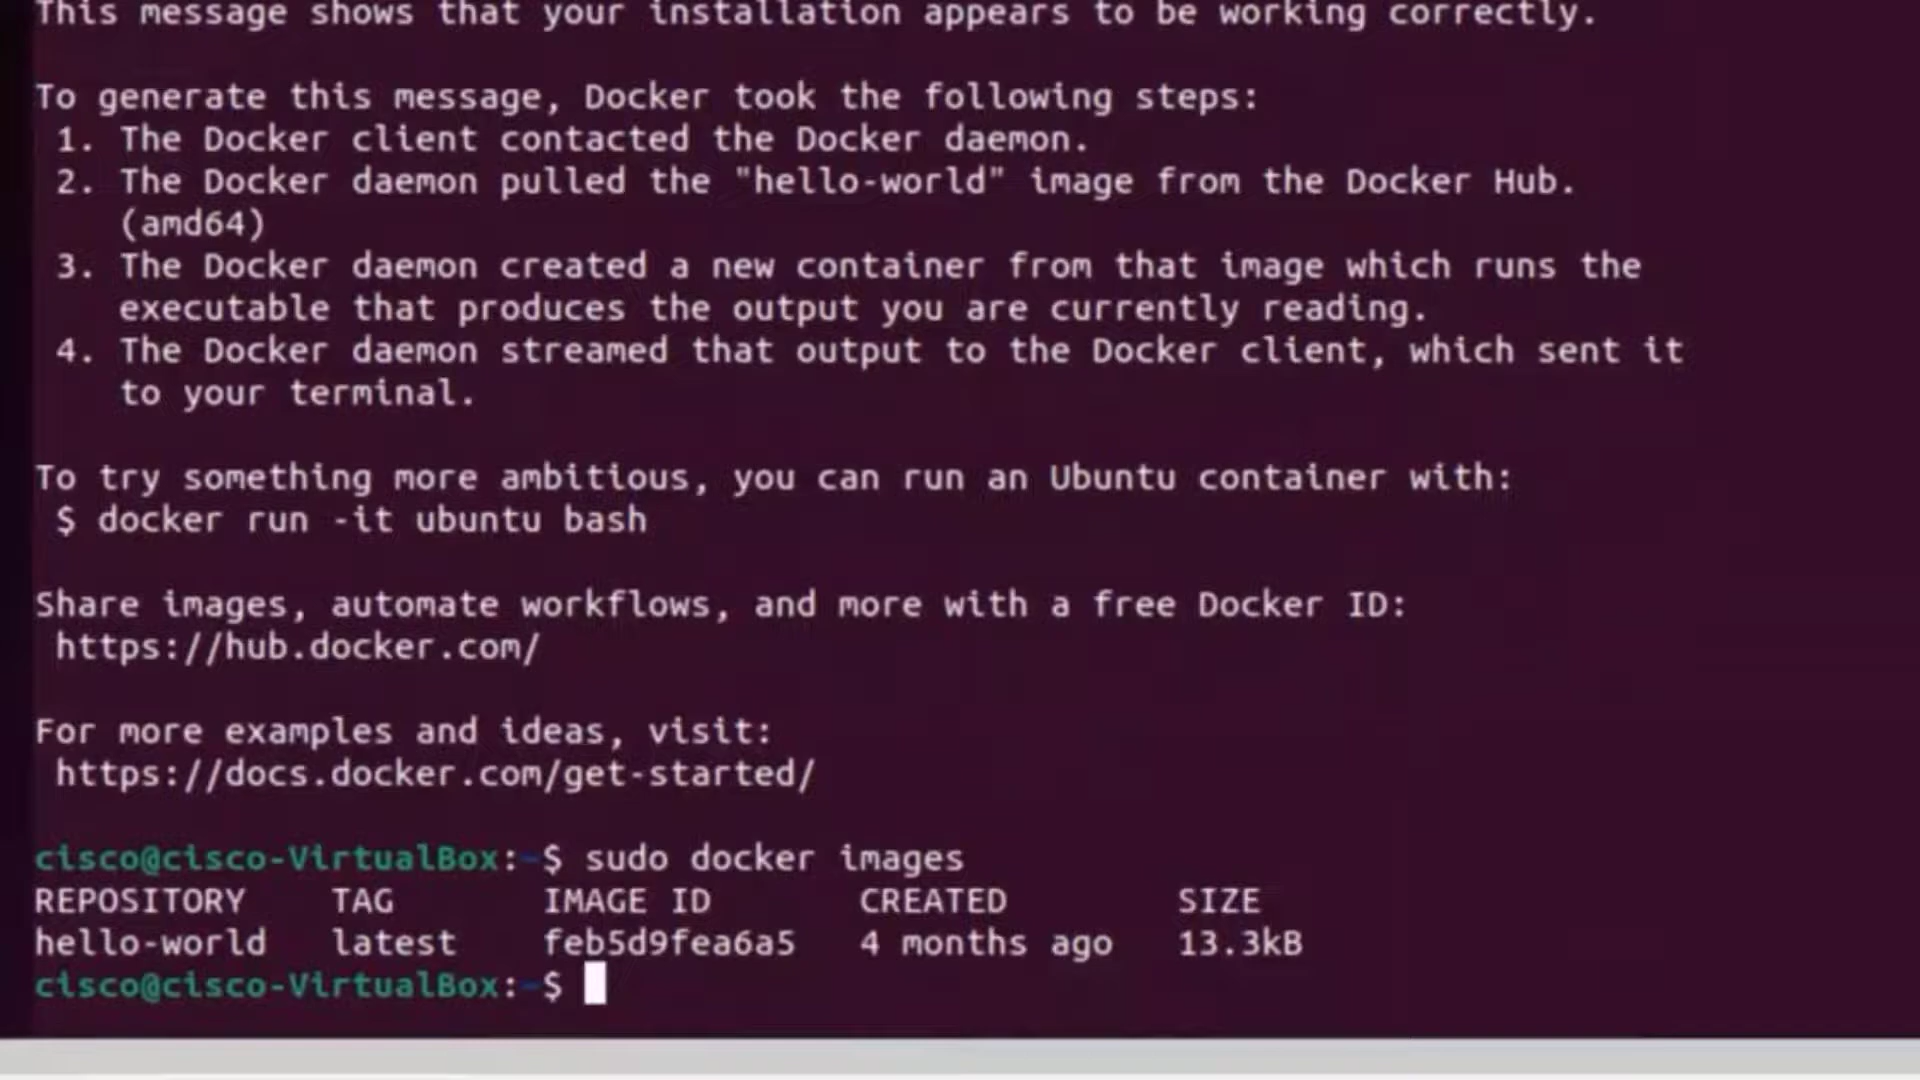 This message shows that your installation appears to be working correctly.
To generate this message, Docker took the following steps:
1. The Docker client contacted the Docker daemon.
2. The Docker daemon pulled the "hello-world" image from the Docker Hub.
(amd64)
3. The Docker daemon created a new container from that image which runs the
executable that produces the output you are currently reading.
4. The Docker daemon streamed that output to the Docker client, which sent it
to your terminal.
To try something more ambitious, you can run an Ubuntu container with:
$ docker run -it ubuntu bash
Share images, automate workflows, and more with a free Docker ID:
https://hub.docker.com/
For more examples and ideas, visit:
https://docs.docker.com/get-started/
cisco@cisco-VirtualBox:~$ sudo docker images
REPOSITORY TAG IMAGE ID CREATED SIZE
hello-world latest feb5d9fea6a5 4 months ago 13.3kB
cisco@cisco-VirtualBox:~$